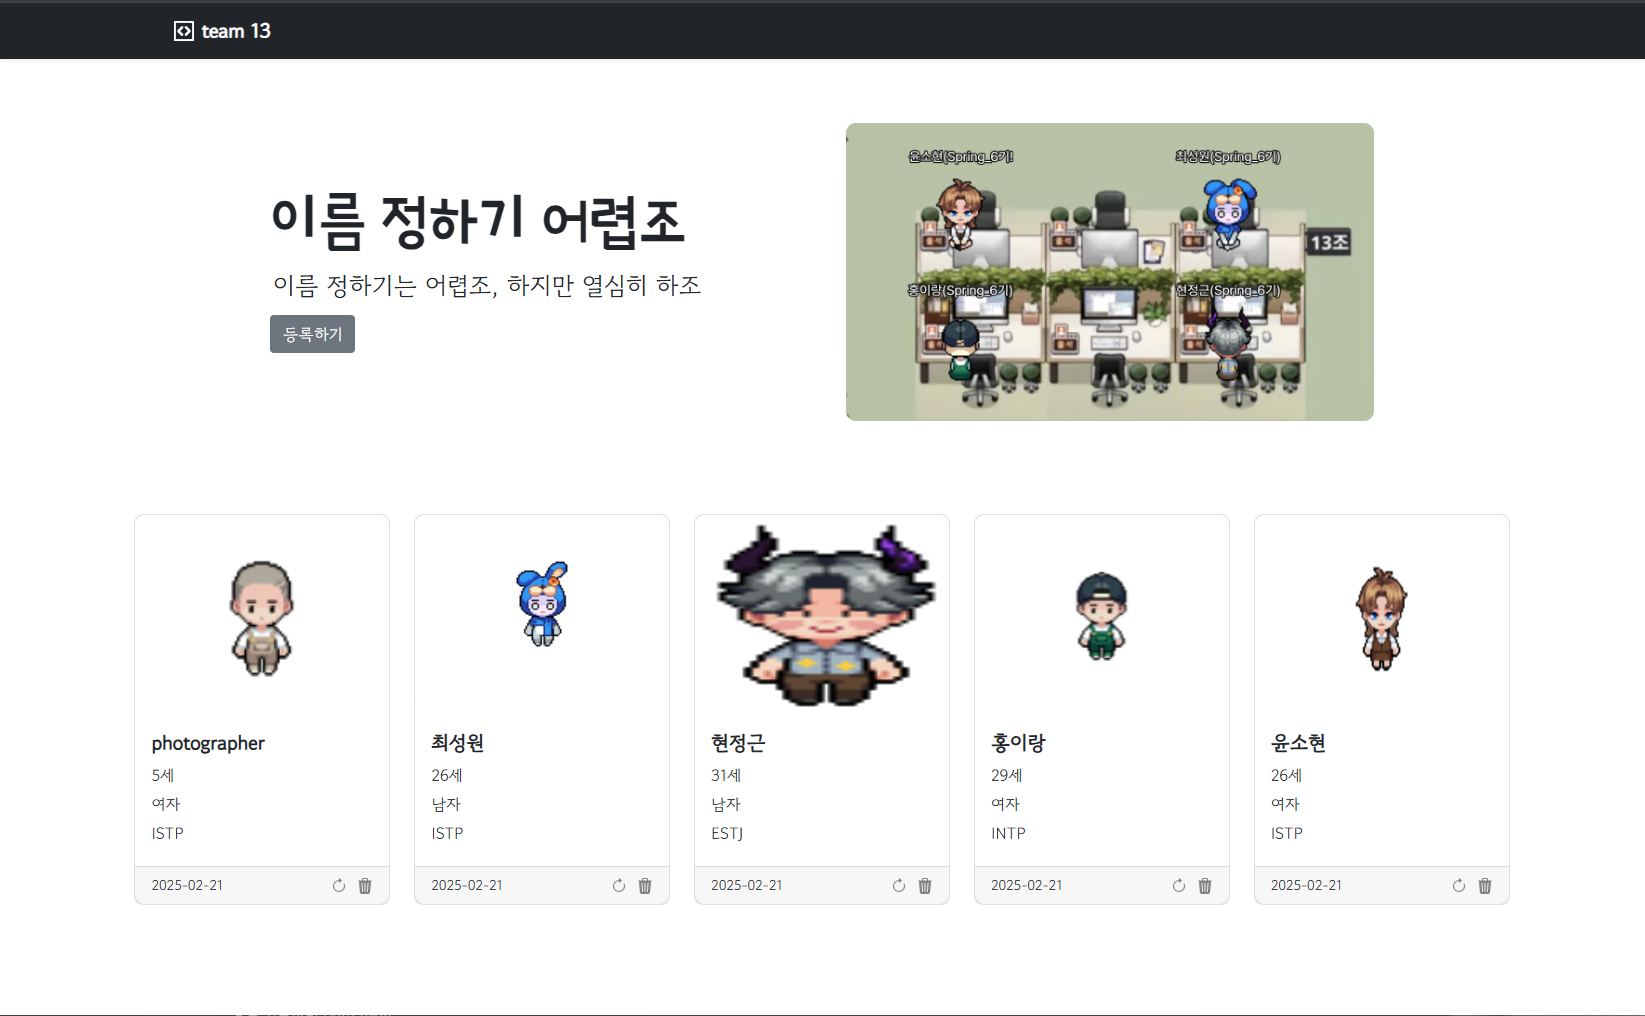 team 13
이름 정하기 어렵조
이름 정하기는 어렵조, 하지만 열심히 하조
등록하기
윤소현(Spring_6기!
최성원(Spring_6기)
13조
홍이랑(Spring_6기)
현정근(Spring_6기)
photographer
5세
여자
ISTP
2025-02-21
최성원
26세
남자
ISTP
2025-02-21
현정근
31세
남자
ESTJ
2025-02-21
홍이랑
29세
여자
INTP
2025-02-21
윤소현
26세
여자
ISTP
2025-02-21